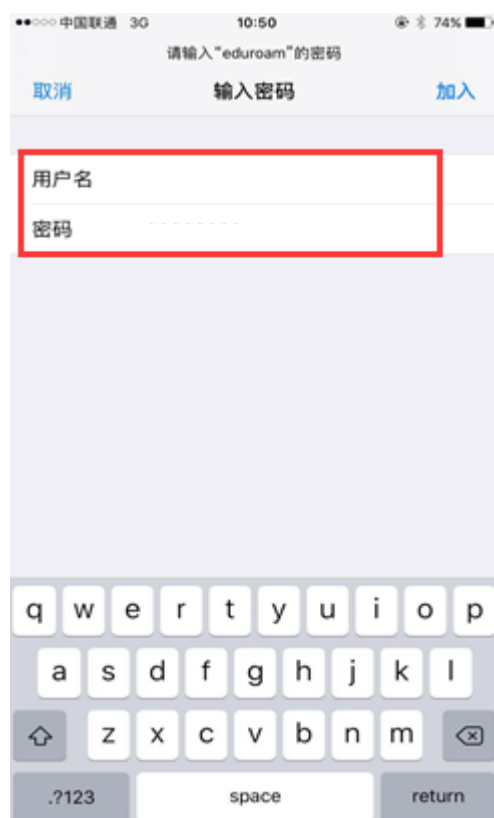 中国联通 3G 10:50 74%
请输入“eduroam”的密码
取消 输入密码 加入
用户名
密码
q w e r t y u i o p
a s d f g h j k l
z x c v b n m
.?123 space return